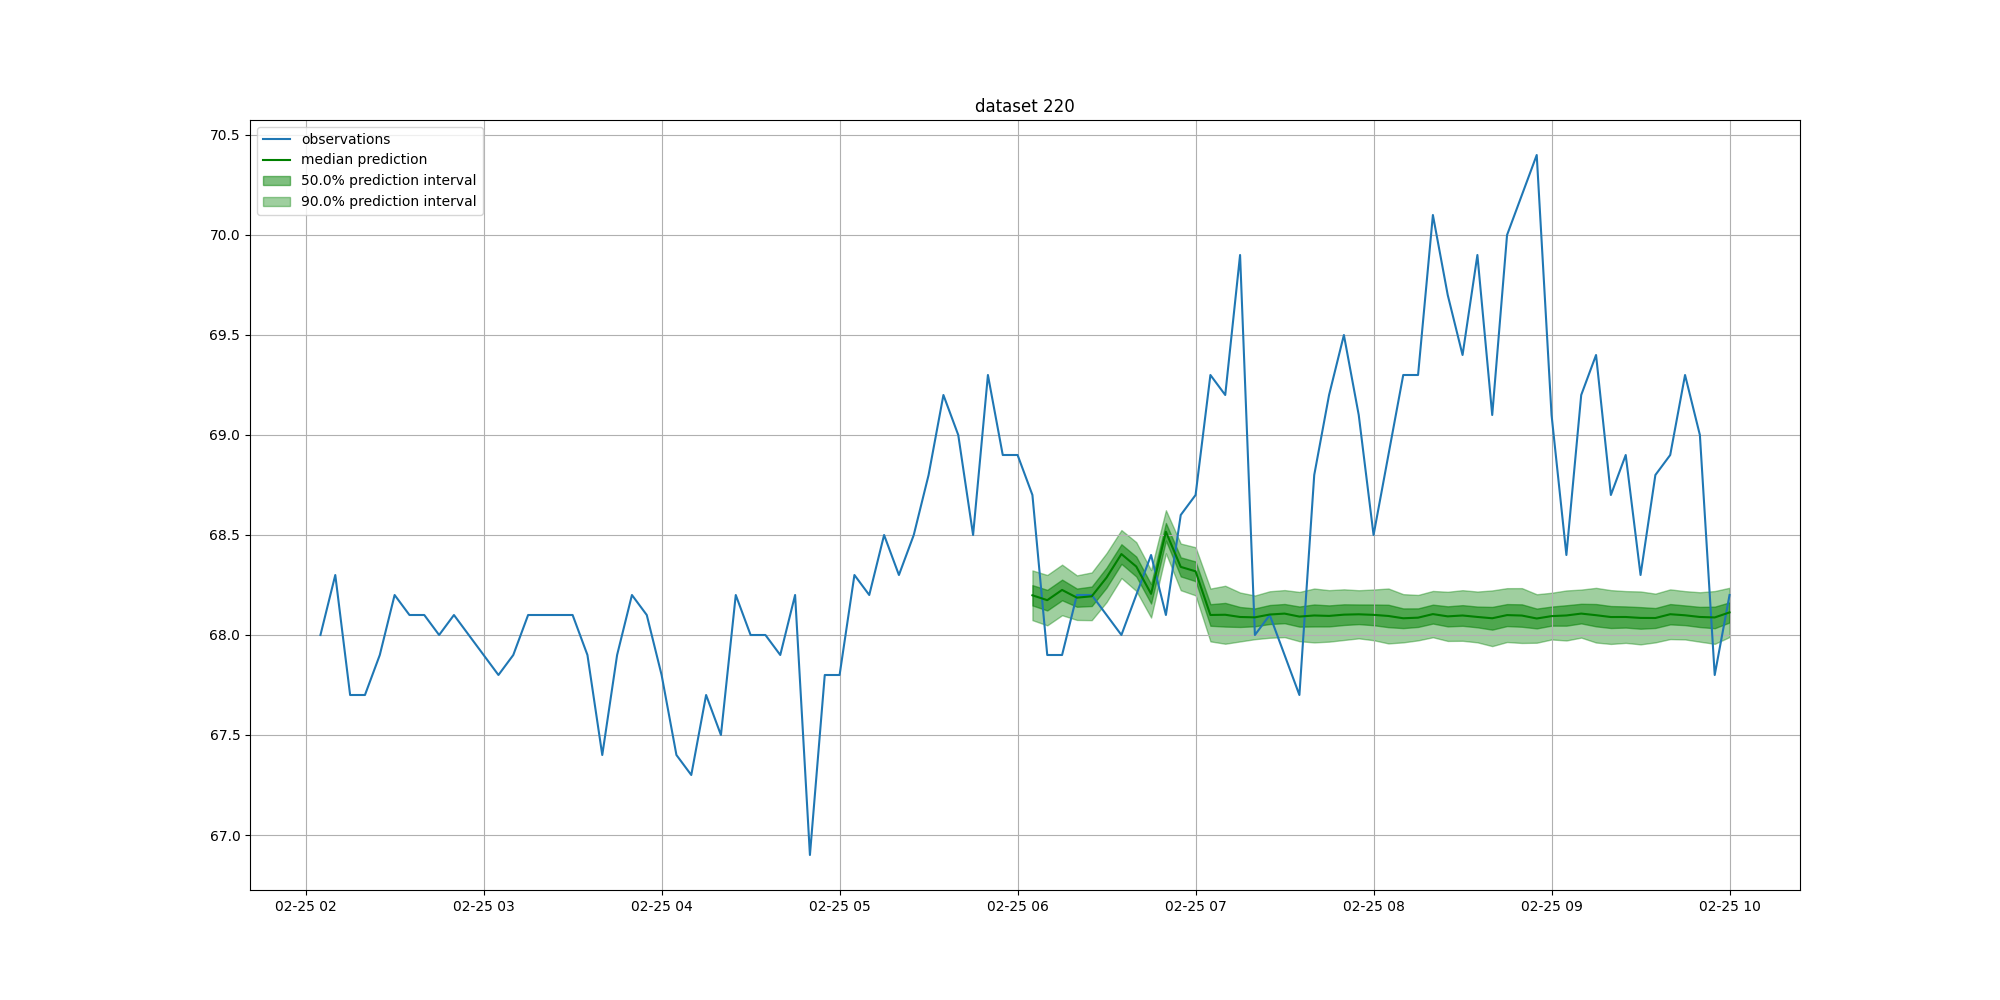 dataset 220
observations
median prediction
50.0% prediction interval
90.0% prediction interval
70.5
70.0
69.5
69.0
68.5
68.0
67.5
67.0
02-25 02 02-25 03 02-25 04 02-25 05 02-25 06 02-25 07 02-25 08 02-25 09 02-25 10